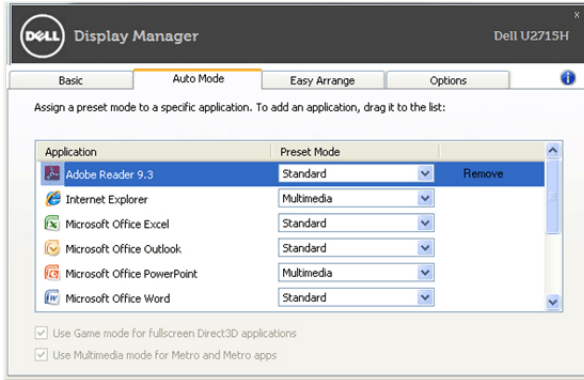 x
DELL Display Manager Dell U2715H
Basic Auto Mode Easy Arrange Options i
Assign a preset mode to a specific application. To add an application, drag it to the list:
Application Preset Mode
Adobe Reader 9.3 Standard Remove
Internet Explorer Multimedia
Microsoft Office Excel Standard
Microsoft Office Outlook Standard
Microsoft Office PowerPoint Multimedia
Microsoft Office Word Standard
Use Game mode for fullscreen Direct3D applications
Use Multimedia mode for Metro and Metro apps